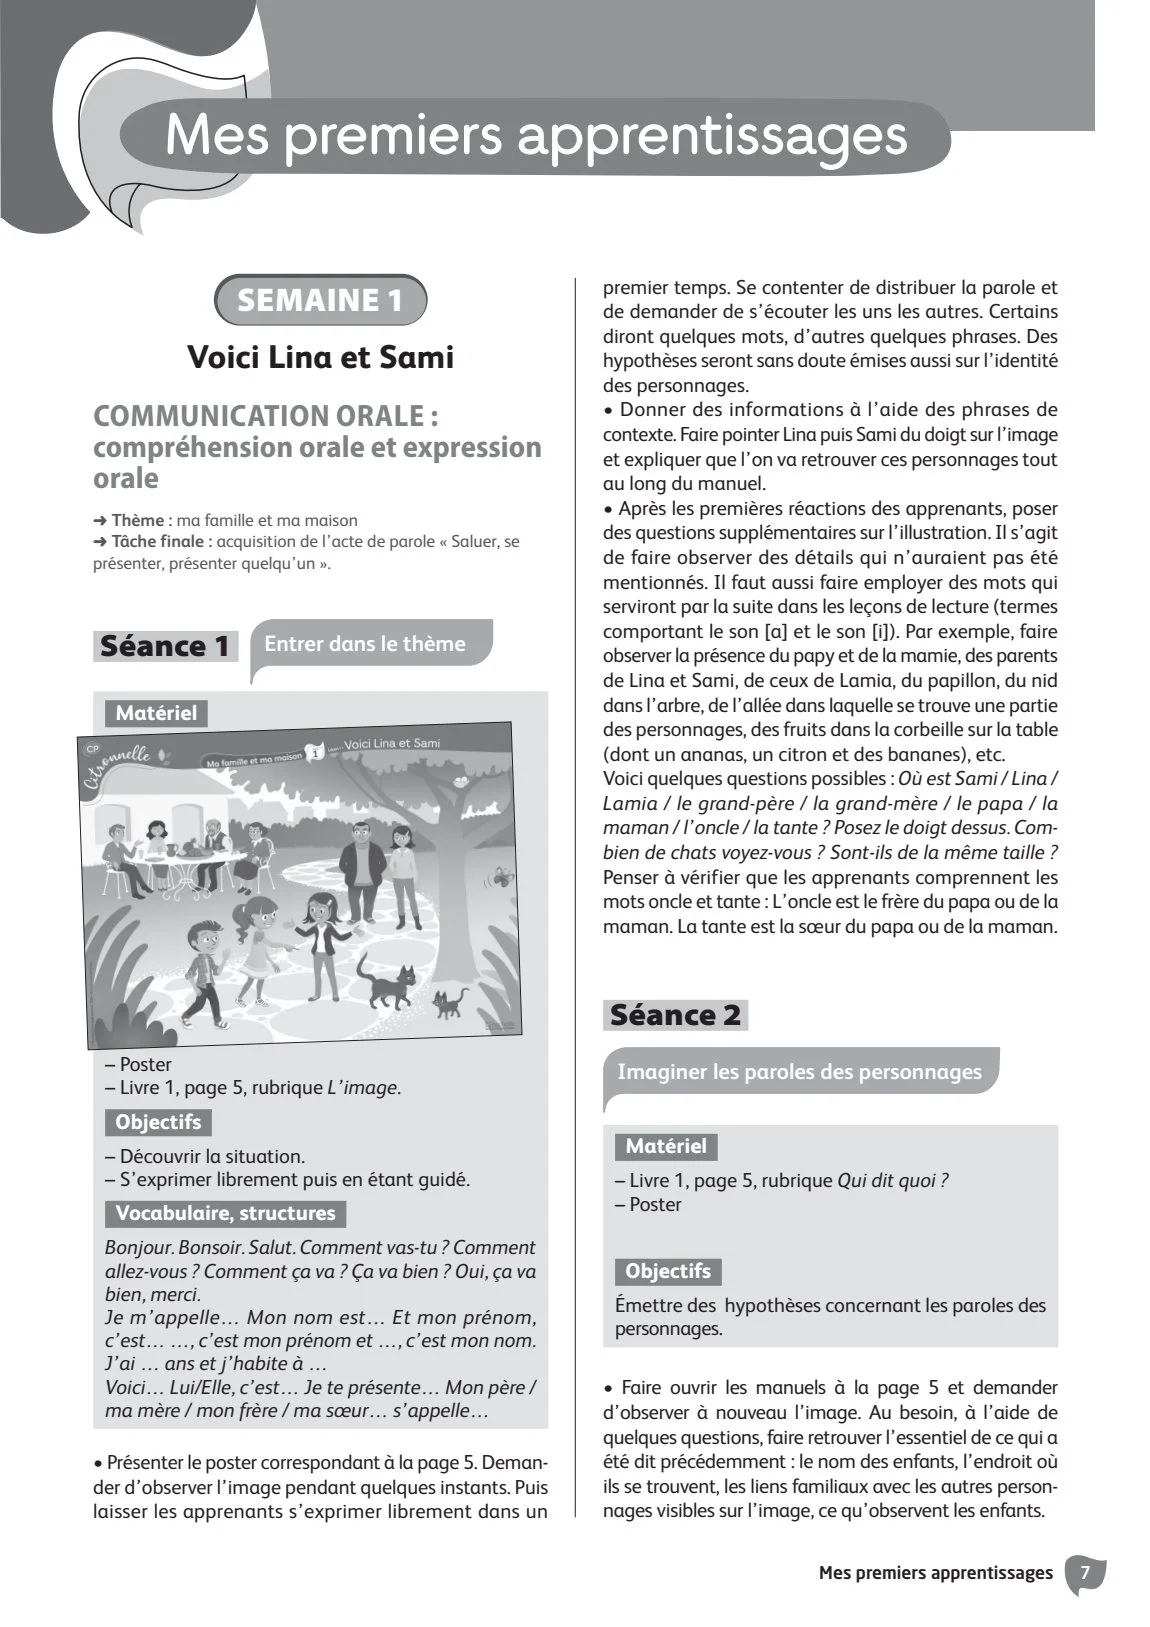 Mes premiers apprentissages
SEMAINE 1
Voici Lina et Sami
COMMUNICATION ORALE :
compréhension orale et expression
orale
➜ Thème : ma famille et ma maison
➜ Tâche finale : acquisition de l’acte de parole « Saluer, se
présenter, présenter quelqu’un ».
Séance 1
Entrer dans le thème
Matériel
CP
Citronnelle
Ma famille et ma maison
1
Voici Lina et Sami
– Poster
– Livre 1, page 5, rubrique L’image.
Objectifs
– Découvrir la situation.
– S’exprimer librement puis en étant guidé.
Vocabulaire, structures
Bonjour. Bonsoir. Salut. Comment vas-tu ? Comment
allez-vous ? Comment ça va ? Ça va bien ? Oui, ça va
bien, merci.
Je m’appelle… Mon nom est… Et mon prénom,
c’est… …, c’est mon prénom et …, c’est mon nom.
J’ai … ans et j’habite à …
Voici… Lui/Elle, c’est… Je te présente… Mon père /
ma mère / mon frère / ma sœur… s’appelle…
• Présenter le poster correspondant à la page 5. Deman-
der d’observer l’image pendant quelques instants. Puis
laisser les apprenants s’exprimer librement dans un
premier temps. Se contenter de distribuer la parole et
de demander de s’écouter les uns les autres. Certains
diront quelques mots, d’autres quelques phrases. Des
hypothèses seront sans doute émises aussi sur l’identité
des personnages.
• Donner des informations à l’aide des phrases de
contexte. Faire pointer Lina puis Sami du doigt sur l’image
et expliquer que l’on va retrouver ces personnages tout
au long du manuel.
• Après les premières réactions des apprenants, poser
des questions supplémentaires sur l’illustration. Il s’agit
de faire observer des détails qui n’auraient pas été
mentionnés. Il faut aussi faire employer des mots qui
serviront par la suite dans les leçons de lecture (termes
comportant le son [a] et le son [i]). Par exemple, faire
observer la présence du papy et de la mamie, des parents
de Lina et Sami, de ceux de Lamia, du papillon, du nid
dans l’arbre, de l’allée dans laquelle se trouve une partie
des personnages, des fruits dans la corbeille sur la table
(dont un ananas, un citron et des bananes), etc.
Voici quelques questions possibles : Où est Sami / Lina /
Lamia / le grand-père / la grand-mère / le papa / la
maman / l’oncle / la tante ? Posez le doigt dessus. Com-
bien de chats voyez-vous ? Sont-ils de la même taille ?
Penser à vérifier que les apprenants comprennent les
mots oncle et tante : L’oncle est le frère du papa ou de la
maman. La tante est la sœur du papa ou de la maman.
Séance 2
Imaginer les paroles des personnages
Matériel
– Livre 1, page 5, rubrique Qui dit quoi ?
– Poster
Objectifs
Émettre des hypothèses concernant les paroles des
personnages.
• Faire ouvrir les manuels à la page 5 et demander
d’observer à nouveau l’image. Au besoin, à l’aide de
quelques questions, faire retrouver l’essentiel de ce qui a
été dit précédemment : le nom des enfants, l’endroit où
ils se trouvent, les liens familiaux avec les autres person-
nages visibles sur l’image, ce qu’observent les enfants.
Mes premiers apprentissages
7